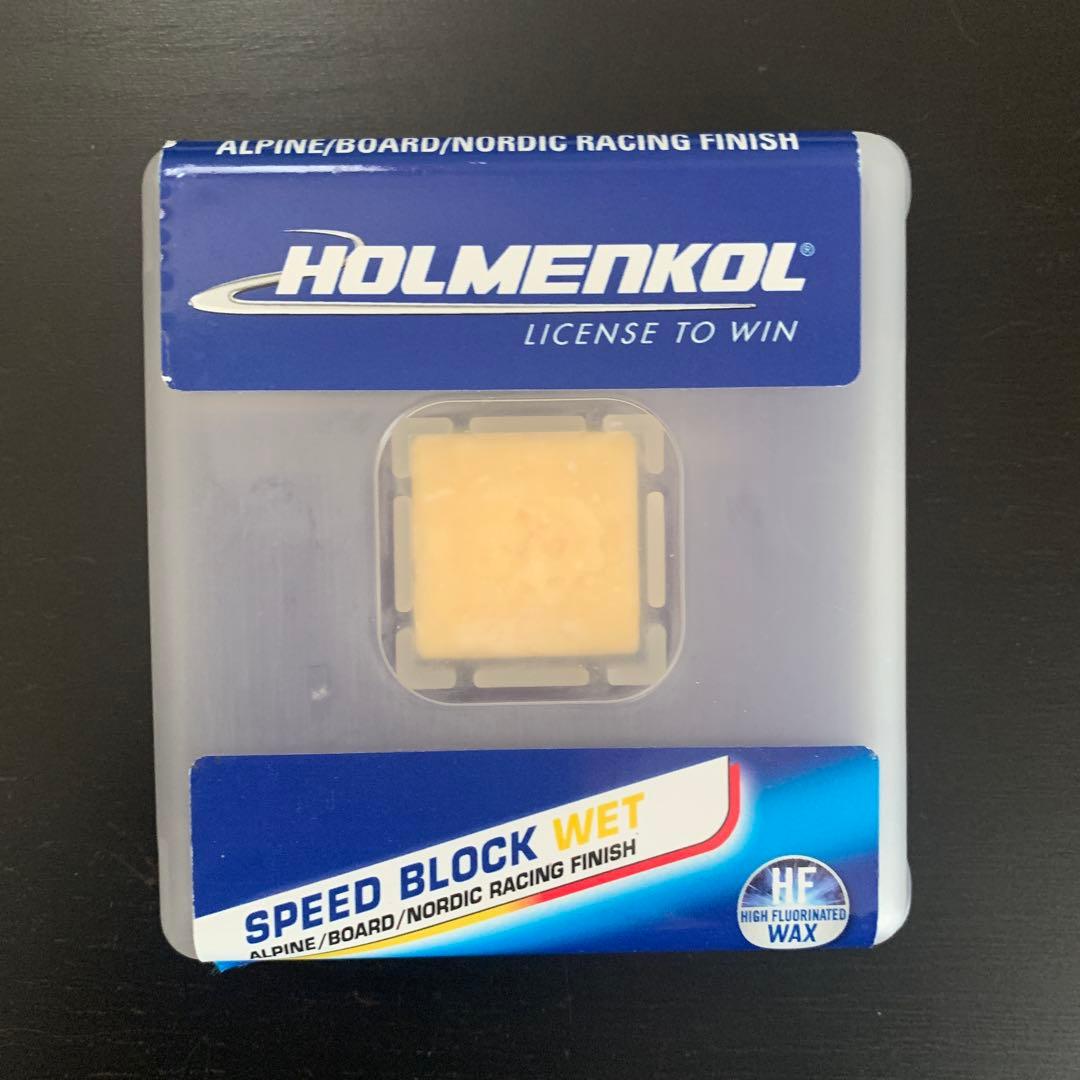 ALPINE/BOARD/NORDIC RACING FINISH
HOLMENKOL®
LICENSE TO WIN
SPEED BLOCK WET
ALPINE/BOARD/NORDIC RACING FINISH
HF
HIGH FLUORINATED
WAX